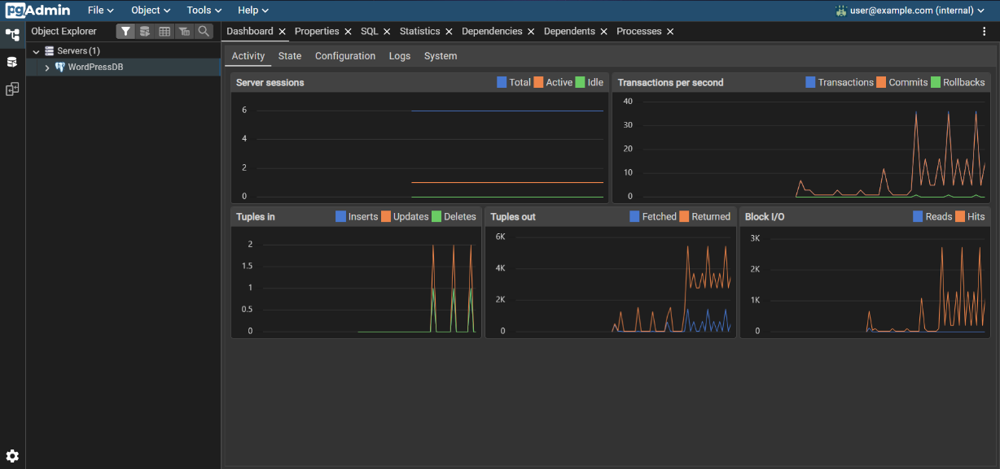 pgAdmin File Object Tools Help user@example.com (internal)
Object Explorer Dashboard Properties SQL Statistics Dependencies Dependents Processes
Servers (1)
WordPressDB
Activity State Configuration Logs System
Server sessions Total Active Idle
6
4
2
0
Transactions per second Transactions Commits Rollbacks
40
30
20
10
0
Tuples in Inserts Updates Deletes
2
1.5
1
0.5
0
Tuples out Fetched Returned
6K
4K
2K
0
Block I/O Reads Hits
3K
2K
1K
0